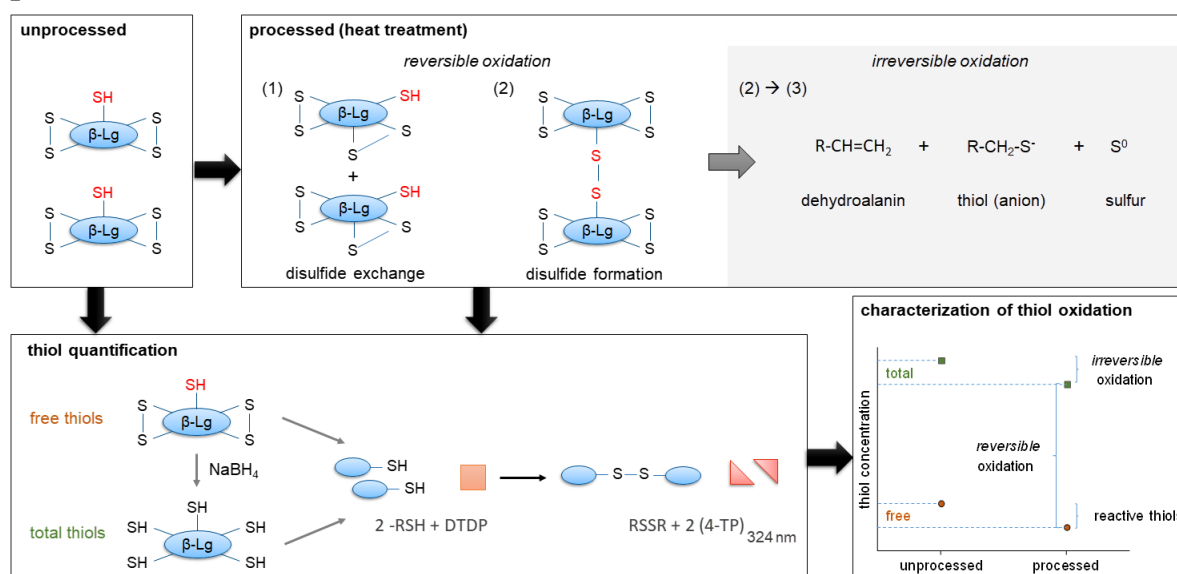 unprocessed
SH
S
S
β-Lg
S
S
SH
S
S
β-Lg
S
S
processed (heat treatment)
reversible oxidation
(1)
SH
S
S
β-Lg
S
S
+
SH
S
S
β-Lg
S
S
disulfide exchange
(2)
S
S
β-Lg
S
S
S
S
S
S
β-Lg
S
S
disulfide formation
irreversible oxidation
(2) → (3)
R-CH=CH₂ + R-CH₂-S⁻ + S⁰
dehydroalanin thiol (anion) sulfur
thiol quantification
free thiols
SH
S
S
β-Lg
S
S
NaBH₄
total thiols
SH
SH
SH
β-Lg
SH
SH
SH
SH
2 -RSH + DTDP
S
S
RSSR + 2 (4-TP)324 nm
characterization of thiol oxidation
thiol concentration
total
free
irreversible
oxidation
reversible
oxidation
reactive thiols
unprocessed processed